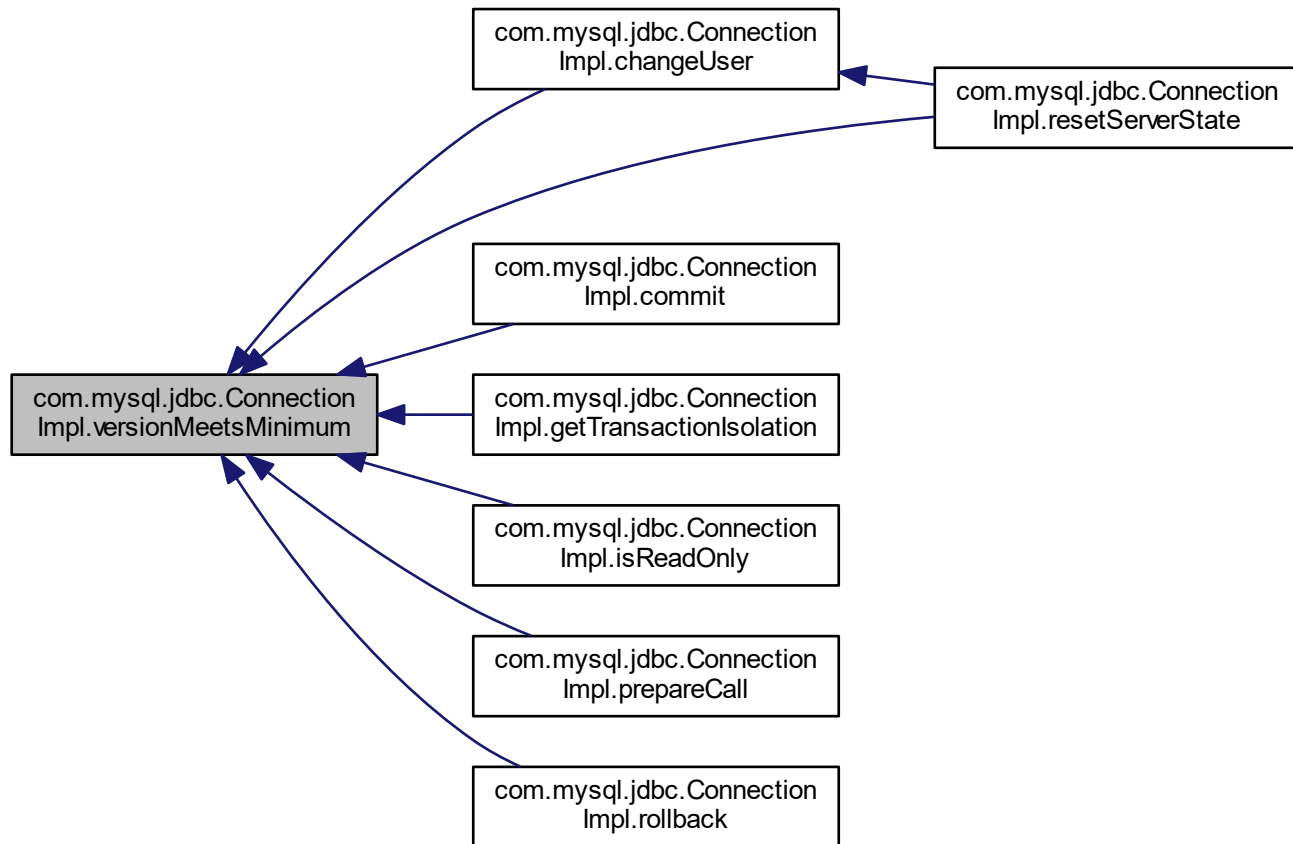 com.mysql.jdbc.Connection
Impl.changeUser
com.mysql.jdbc.Connection
Impl.resetServerState
com.mysql.jdbc.Connection
Impl.commit
com.mysql.jdbc.Connection
Impl.versionMeetsMinimum
com.mysql.jdbc.Connection
Impl.getTransactionIsolation
com.mysql.jdbc.Connection
Impl.isReadOnly
com.mysql.jdbc.Connection
Impl.prepareCall
com.mysql.jdbc.Connection
Impl.rollback